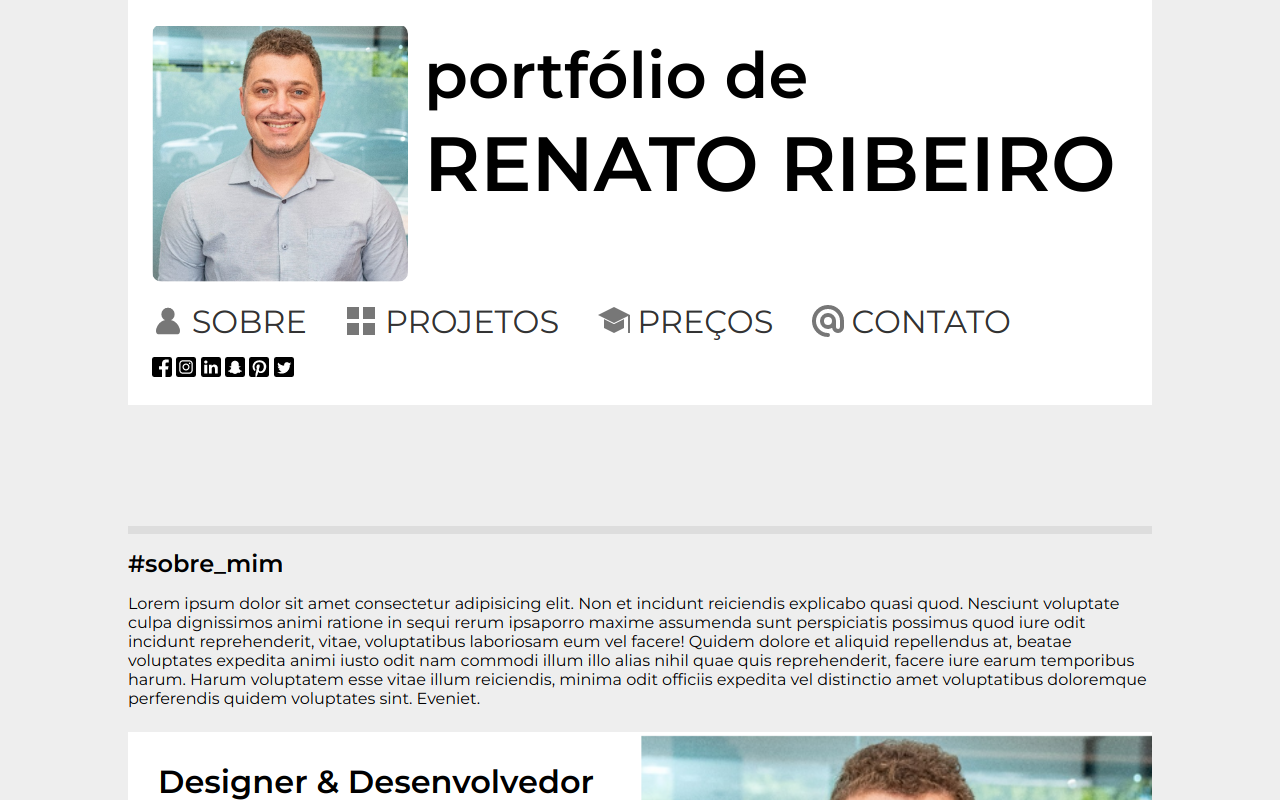 portfólio de
RENATO RIBEIRO
SOBRE PROJETOS PREÇOS CONTATO
#sobre_mim
Lorem ipsum dolor sit amet consectetur adipisicing elit. Non et incidunt reiciendis explicabo quasi quod. Nesciunt voluptate
culpa dignissimos animi ratione in sequi rerum ipsaporro maxime assumenda sunt perspiciatis possimus quod iure odit
incidunt reprehenderit, vitae, voluptatibus laboriosam eum vel facere! Quidem dolore et aliquid repellendus at, beatae
voluptates expedita animi iusto odit nam commodi illum illo alias nihil quae quis reprehenderit, facere iure earum temporibus
harum. Harum voluptatem esse vitae illum reiciendis, minima odit officiis expedita vel distinctio amet voluptatibus doloremque
perferendis quidem voluptates sint. Eveniet.
Designer & Desenvolvedor